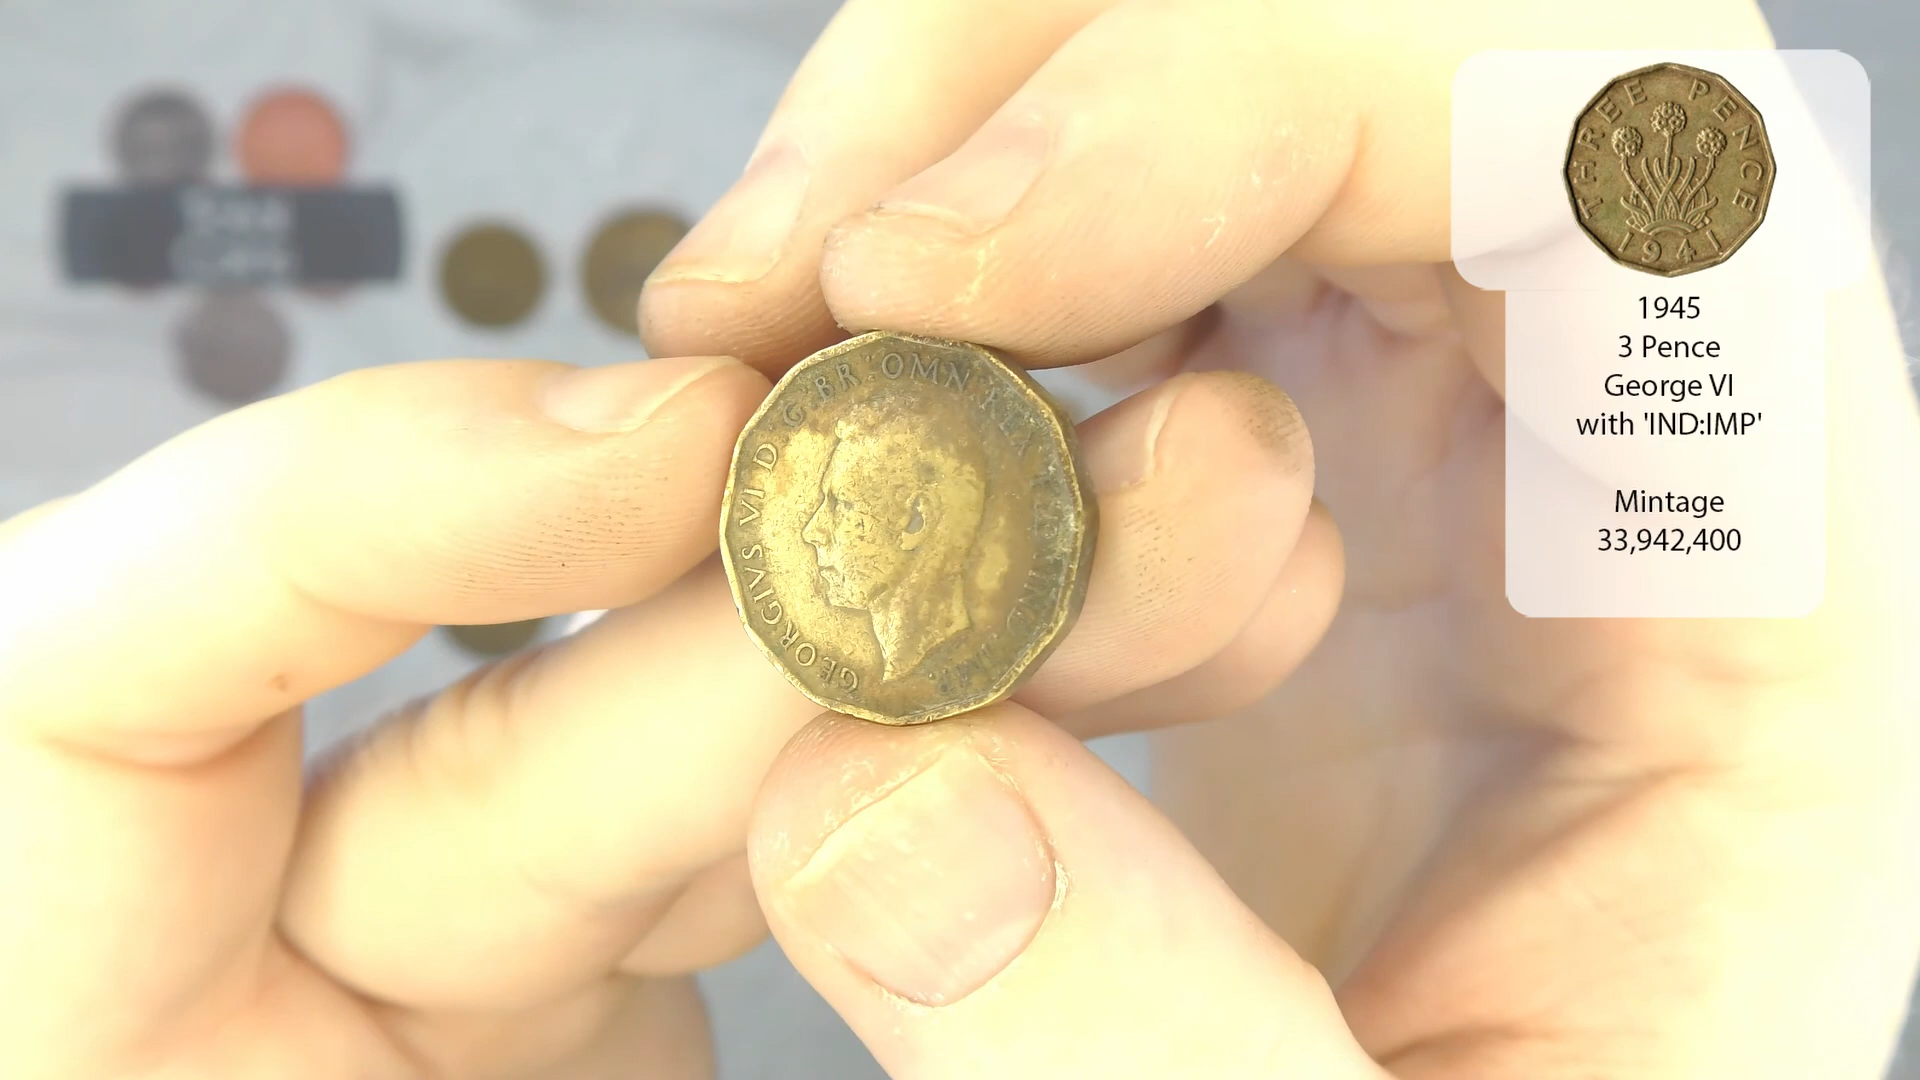 GEORGIVS VI D G BR OMN REX
THREE PENCE
1941
1945
3 Pence
George VI
with 'IND:IMP'
Mintage
33,942,400